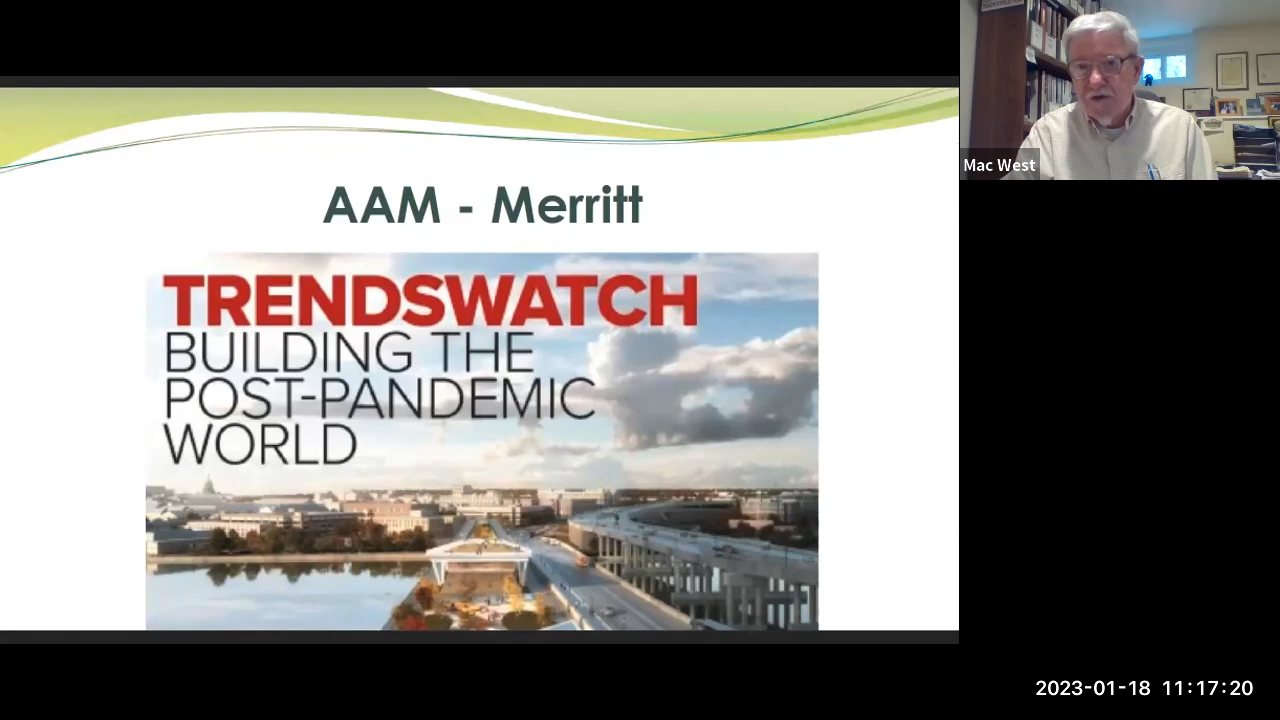 AAM - Merritt
TRENDSWATCH
BUILDING THE
POST-PANDEMIC
WORLD
Mac West
2023-01-18 11:17:20